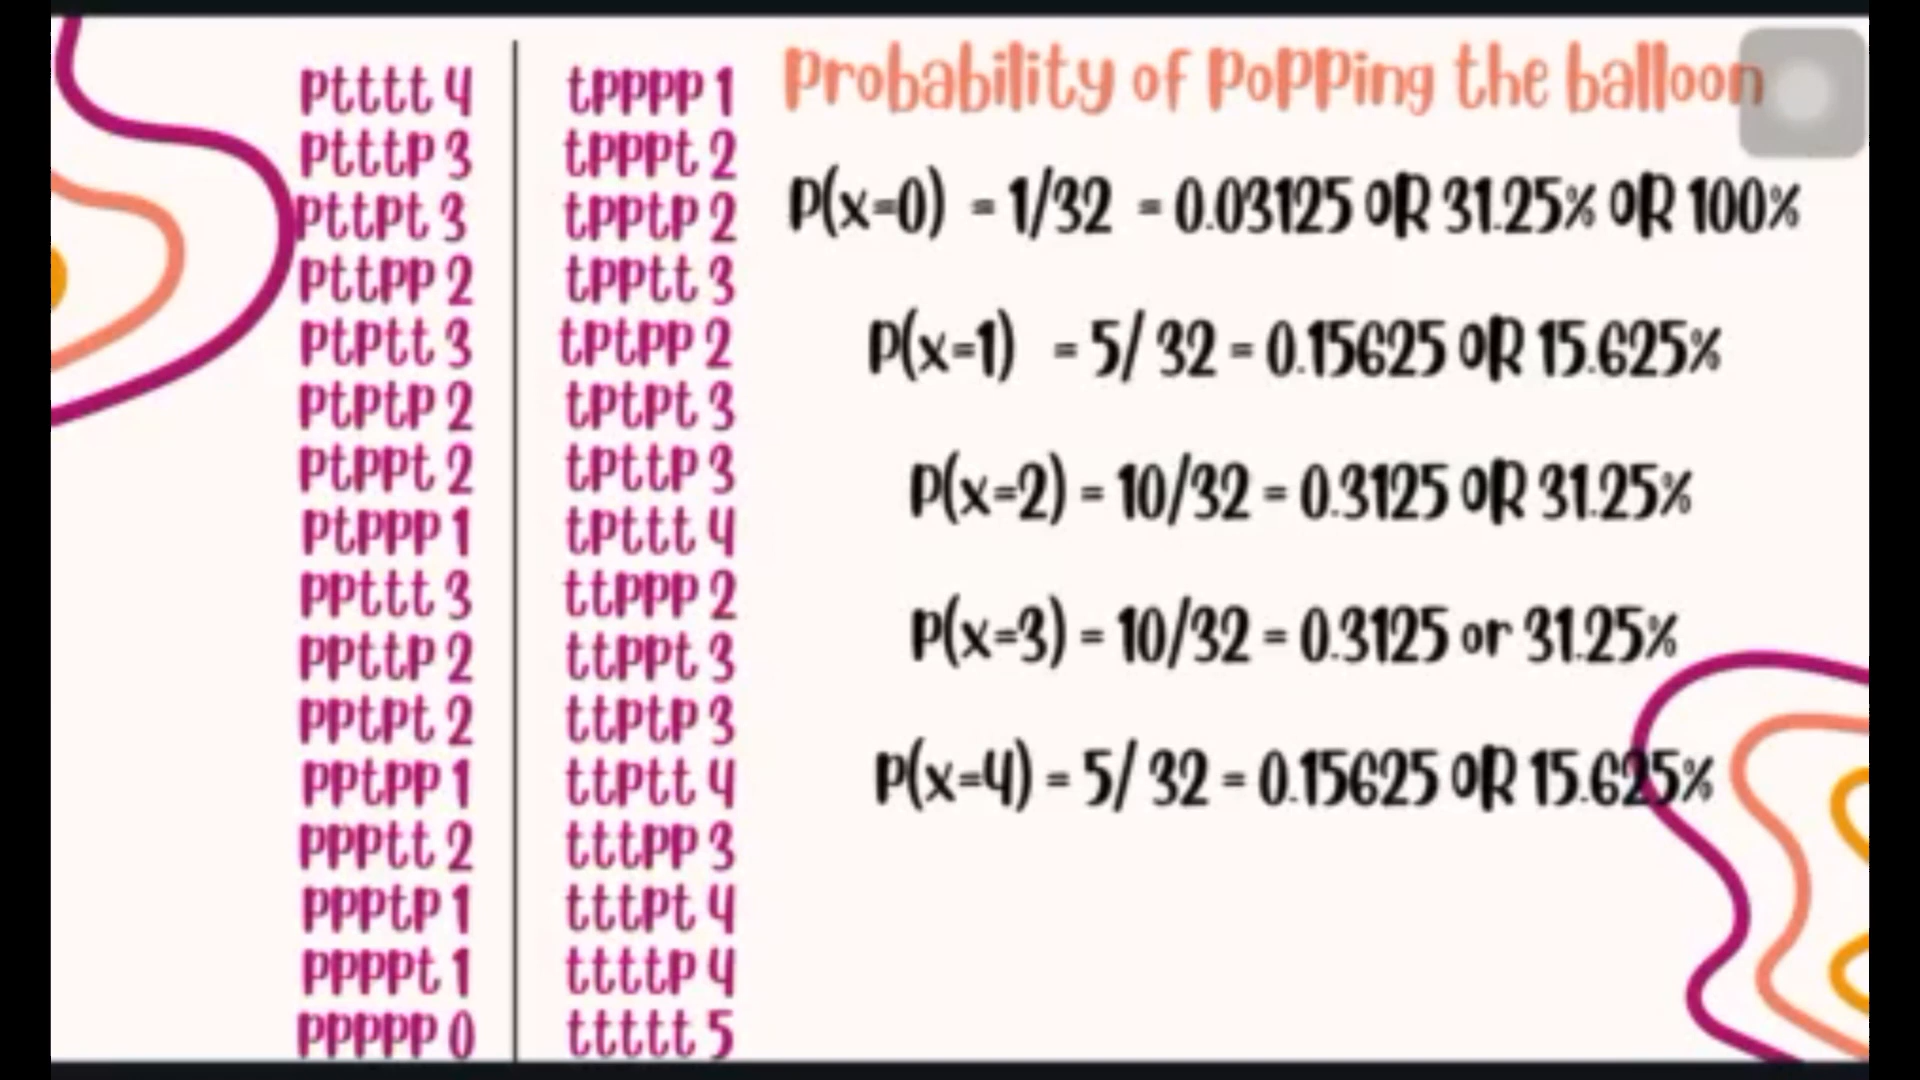 ptttt 4
ptttp 3
pttpt 3
pttpp 2
ptptt 3
ptptp 2
ptppt 2
ptppp 1
ppttt 3
ppttp 2
pptpt 2
pptpp 1
ppptt 2
ppptp 1
ppppt 1
ppppp 0
tpppp 1
tpppt 2
tpptp 2
tpptt 3
tptpp 2
tptpt 3
tpttp 3
tpttt 4
ttppp 2
ttppt 3
ttptp 3
ttptt 4
tttpp 3
tttpt 4
ttttp 4
ttttt 5
Probability of PoPPing the balloon
P(x=0) = 1/32 = 0.03125 OR 31.25% OR 100%
P(x=1) = 5/ 32 = 0.15625 OR 15.625%
P(x=2) = 10/32 = 0.3125 OR 31.25%
P(x=3) = 10/32 = 0.3125 or 31.25%
P(x=4) = 5/ 32 = 0.15625 OR 15.625%